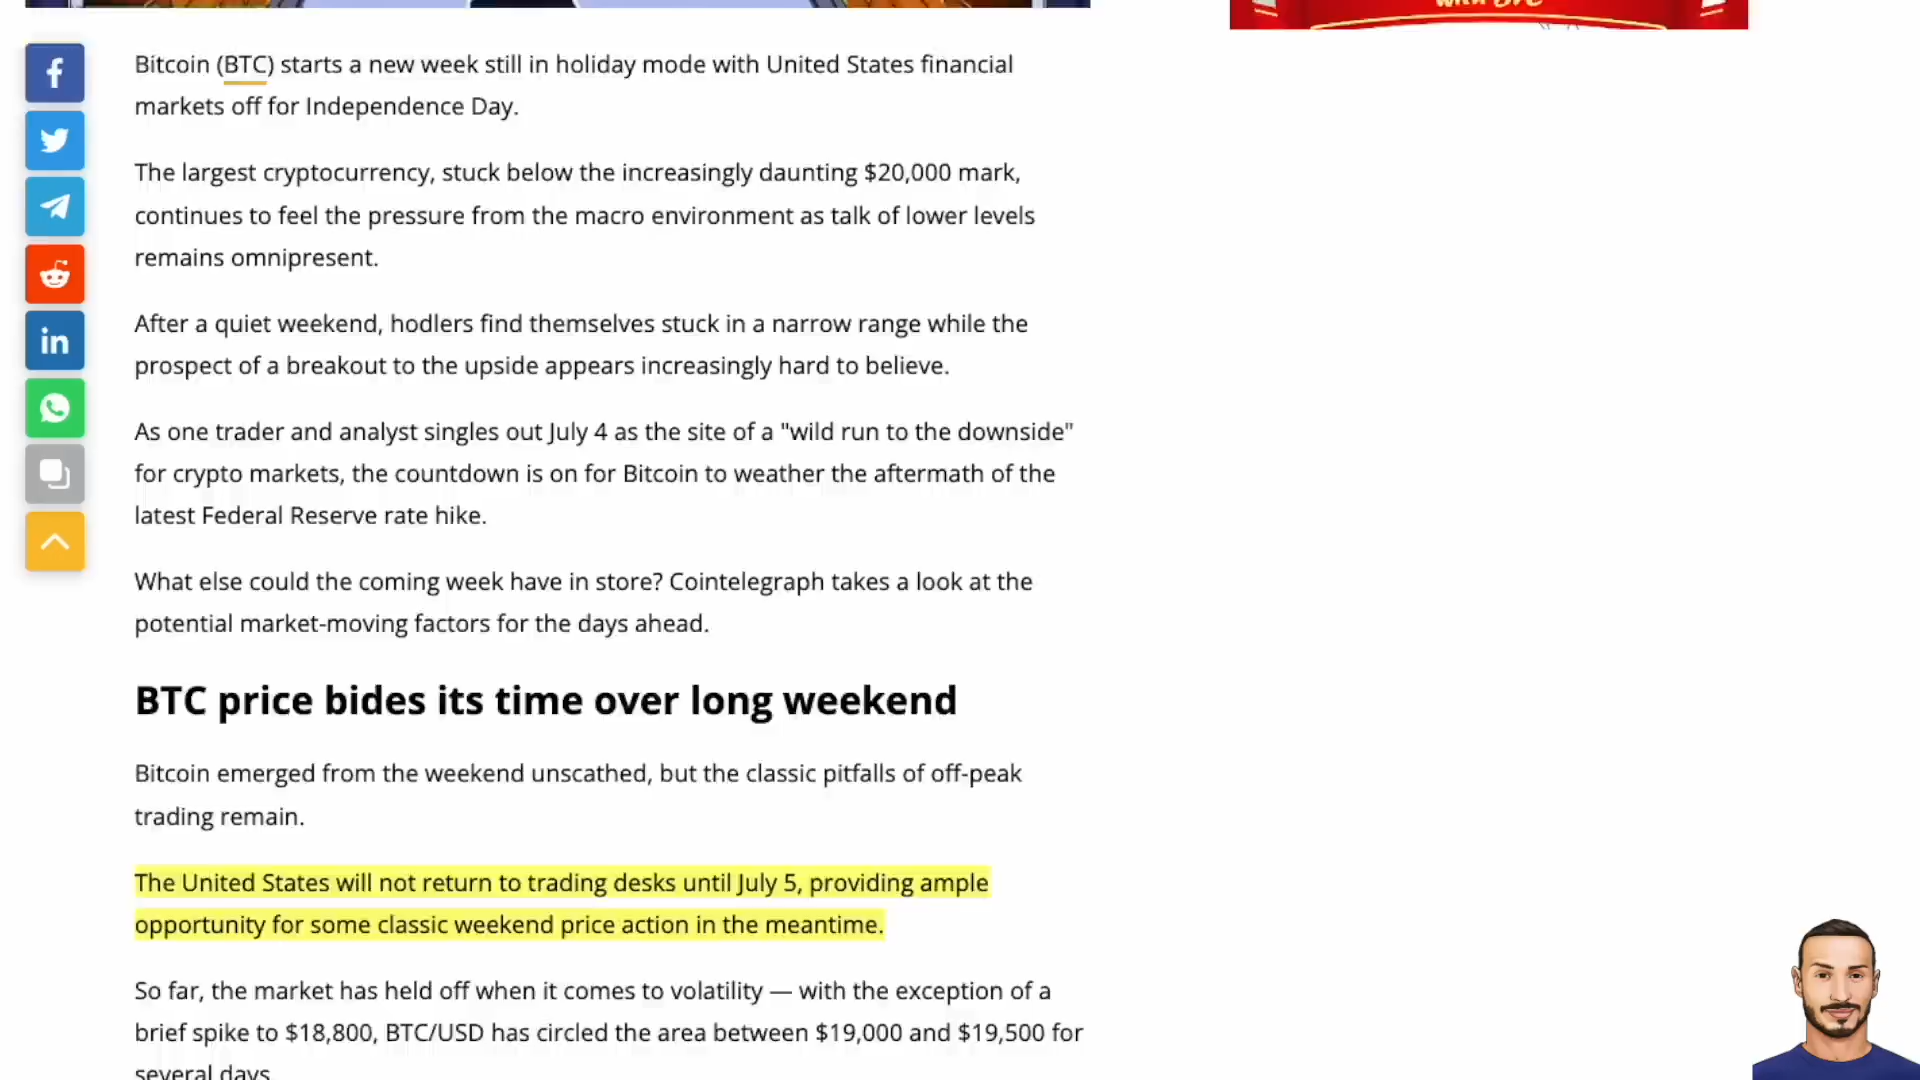 with OPC
Bitcoin (BTC) starts a new week still in holiday mode with United States financial
markets off for Independence Day.
The largest cryptocurrency, stuck below the increasingly daunting $20,000 mark,
continues to feel the pressure from the macro environment as talk of lower levels
remains omnipresent.
After a quiet weekend, hodlers find themselves stuck in a narrow range while the
prospect of a breakout to the upside appears increasingly hard to believe.
As one trader and analyst singles out July 4 as the site of a "wild run to the downside"
for crypto markets, the countdown is on for Bitcoin to weather the aftermath of the
latest Federal Reserve rate hike.
What else could the coming week have in store? Cointelegraph takes a look at the
potential market-moving factors for the days ahead.
BTC price bides its time over long weekend
Bitcoin emerged from the weekend unscathed, but the classic pitfalls of off-peak
trading remain.
The United States will not return to trading desks until July 5, providing ample
opportunity for some classic weekend price action in the meantime.
So far, the market has held off when it comes to volatility — with the exception of a
brief spike to $18,800, BTC/USD has circled the area between $19,000 and $19,500 for
several days.